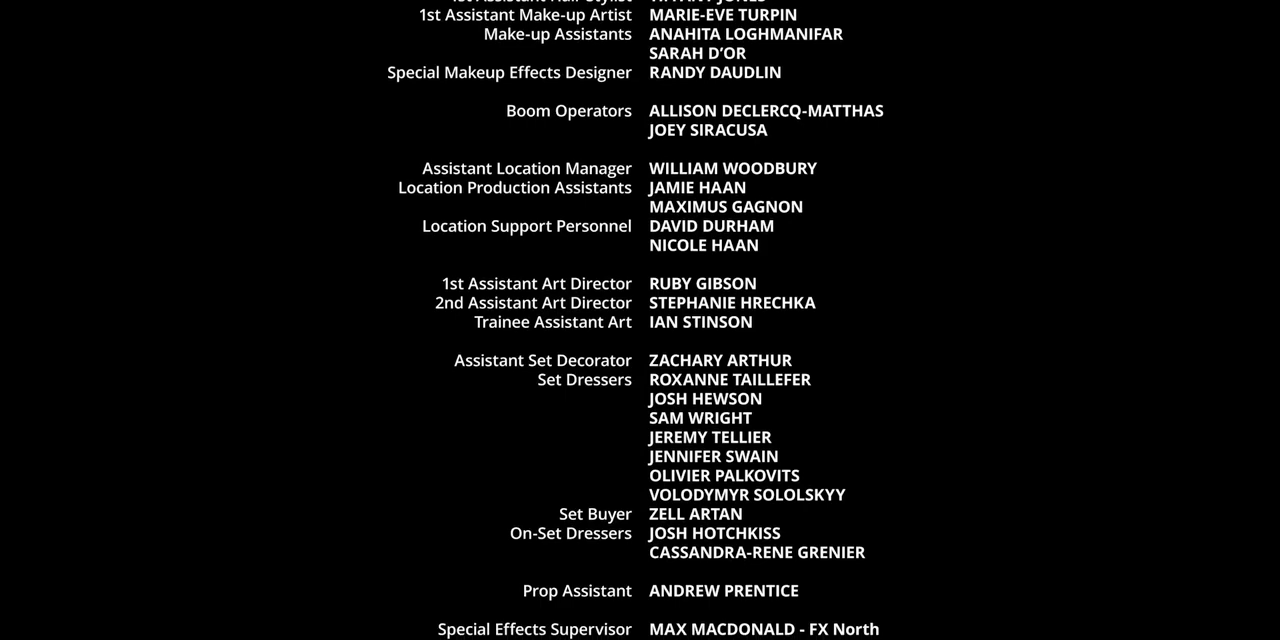 1st Assistant Make-up Artist MARIE-EVE TURPIN
Make-up Assistants ANAHITA LOGHMANIFAR
SARAH D'OR
Special Makeup Effects Designer RANDY DAUDLIN
Boom Operators ALLISON DECLERCQ-MATTHAS
JOEY SIRACUSA
Assistant Location Manager WILLIAM WOODBURY
Location Production Assistants JAMIE HAAN
MAXIMUS GAGNON
Location Support Personnel DAVID DURHAM
NICOLE HAAN
1st Assistant Art Director RUBY GIBSON
2nd Assistant Art Director STEPHANIE HRECHKA
Trainee Assistant Art IAN STINSON
Assistant Set Decorator ZACHARY ARTHUR
Set Dressers ROXANNE TAILLEFER
JOSH HEWSON
SAM WRIGHT
JEREMY TELLIER
JENNIFER SWAIN
OLIVIER PALKOVITS
VOLODYMYR SOLOLSKYY
Set Buyer ZELL ARTAN
On-Set Dressers JOSH HOTCHKISS
CASSANDRA-RENE GRENIER
Prop Assistant ANDREW PRENTICE
Special Effects Supervisor MAX MACDONALD - FX North